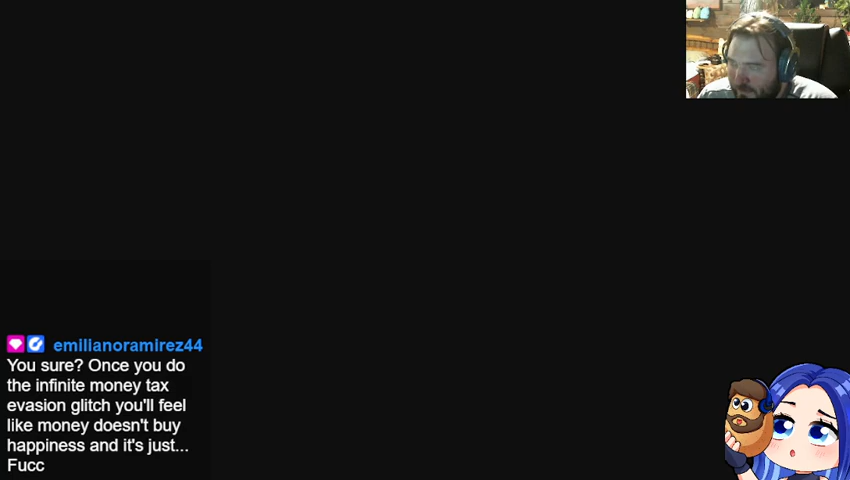 emilianoramirez44
You sure? Once you do
the infinite money tax
evasion glitch you'll feel
like money doesn't buy
happiness and it's just...
Fucc